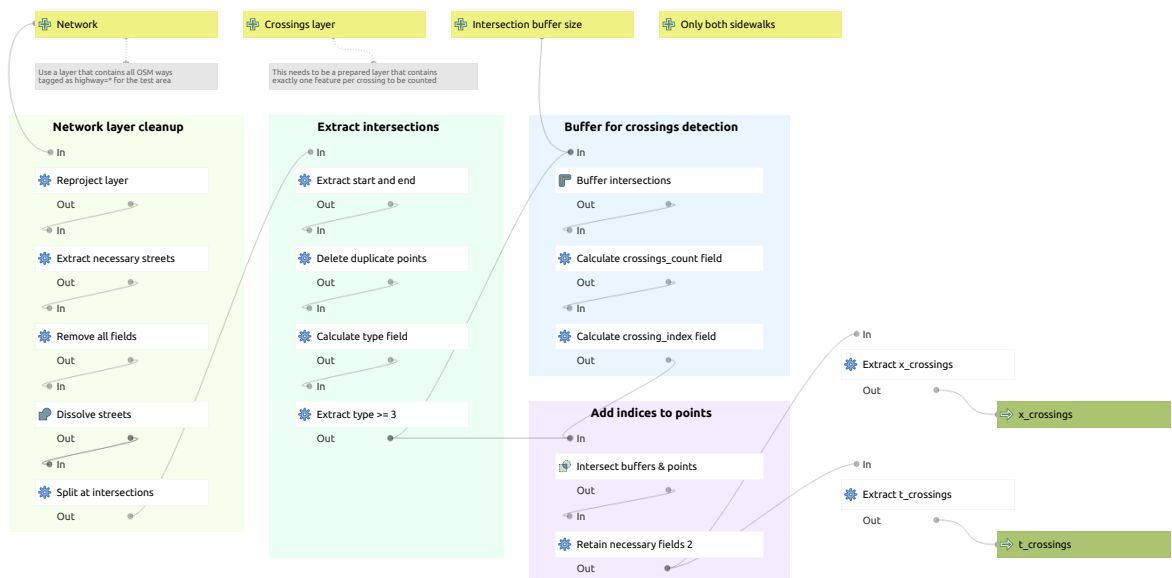 Network
Crossings layer
Intersection buffer size
Only both sidewalks
Use a layer that contains all OSM ways
tagged as highway=* for the test area
This needs to be a prepared layer that contains
exactly one feature per crossing to be counted
Network layer cleanup
In
Reproject layer
Out
In
Extract necessary streets
Out
In
Remove all fields
Out
In
Dissolve streets
Out
In
Split at intersections
Out
Extract intersections
In
Extract start and end
Out
In
Delete duplicate points
Out
In
Calculate type field
Out
In
Extract type >= 3
Out
Buffer for crossings detection
In
Buffer intersections
Out
In
Calculate crossings_count field
Out
In
Calculate crossing_index field
Out
Add indices to points
In
Intersect buffers & points
Out
In
Retain necessary fields 2
Out
In
Extract x_crossings
Out
x_crossings
In
Extract t_crossings
Out
t_crossings